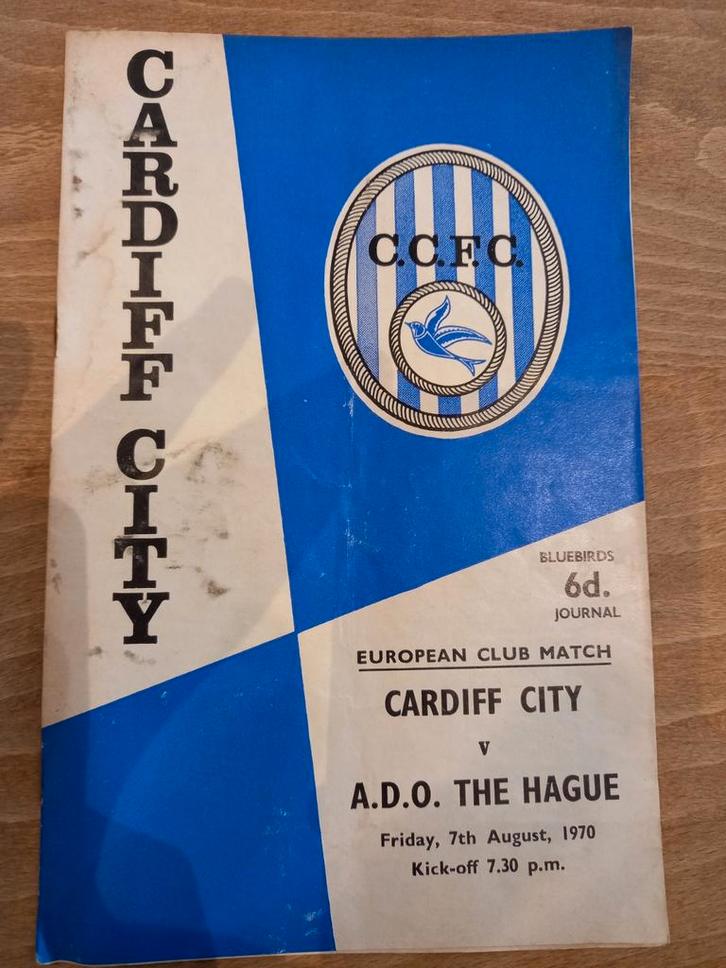 CARDIFF CITY
C.C.F.C.
BLUEBIRDS
6d.
JOURNAL
EUROPEAN CLUB MATCH
CARDIFF CITY
v
A.D.O. THE HAGUE
Friday, 7th August, 1970
Kick-off 7.30 p.m.